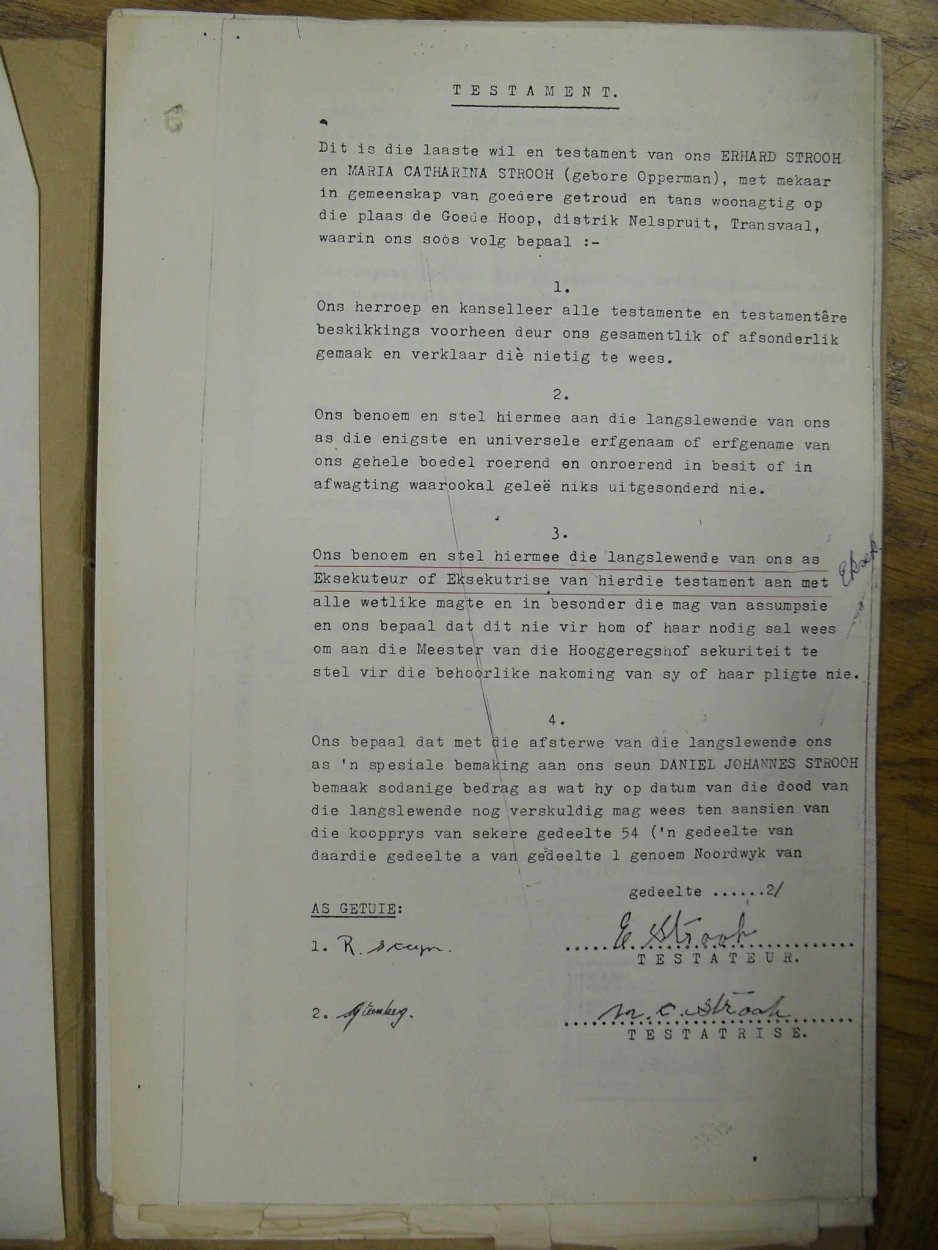 T E S T A M E N T.
Dit is die laaste wil en testament van ons ERHARD STROOH
en MARIA CATHARINA STROOH (gebore Opperman), met mekaar
in gemeenskap van goedere getroud en tans woonagtig op
die plaas de Goede Hoop, distrik Nelspruit, Transvaal,
waarin ons soos volg bepaal :-
1.
Ons herroep en kanselleer alle testamente en testamentêre
beskikkings voorheen deur ons gesamentlik of afsonderlik
gemaak en verklaar diè nietig te wees.
2.
Ons benoem en stel hiermee aan die langslewende van ons
as die enigste en universele erfgenaam of erfgename van
ons gehele boedel roerend en onroerend in besit of in
afwagting waarookal geleë niks uitgesonderd nie.
3.
Ons benoem en stel hiermee die langslewende van ons as
Eksekuteur of Eksekutrise van hierdie testament aan met
Eksek
alle wetlike magte en in besonder die mag van assumpsie
en ons bepaal dat dit nie vir hom of haar nodig sal wees
om aan die Meester van die Hooggeregshof sekuriteit te
stel vir die behoorlike nakoming van sy of haar pligte nie.
4.
Ons bepaal dat met die afsterwe van die langslewende ons
as 'n spesiale bemaking aan ons seun DANIEL JOHANNES STROOH
bemaak sodanige bedrag as wat hy op datum van die dood van
die langslewende nog verskuldig mag wees ten aansien van
die koopprys van sekere gedeelte 54 ('n gedeelte van
daardie gedeelte a van gedeelte 1 genoem Noordwyk van
gedeelte ......2/
AS GETUIE:
1. R. Steyn.
E Strooh
T E S T A T E U R.
2.
M. C. Strooh
T E S T A T R I S E.